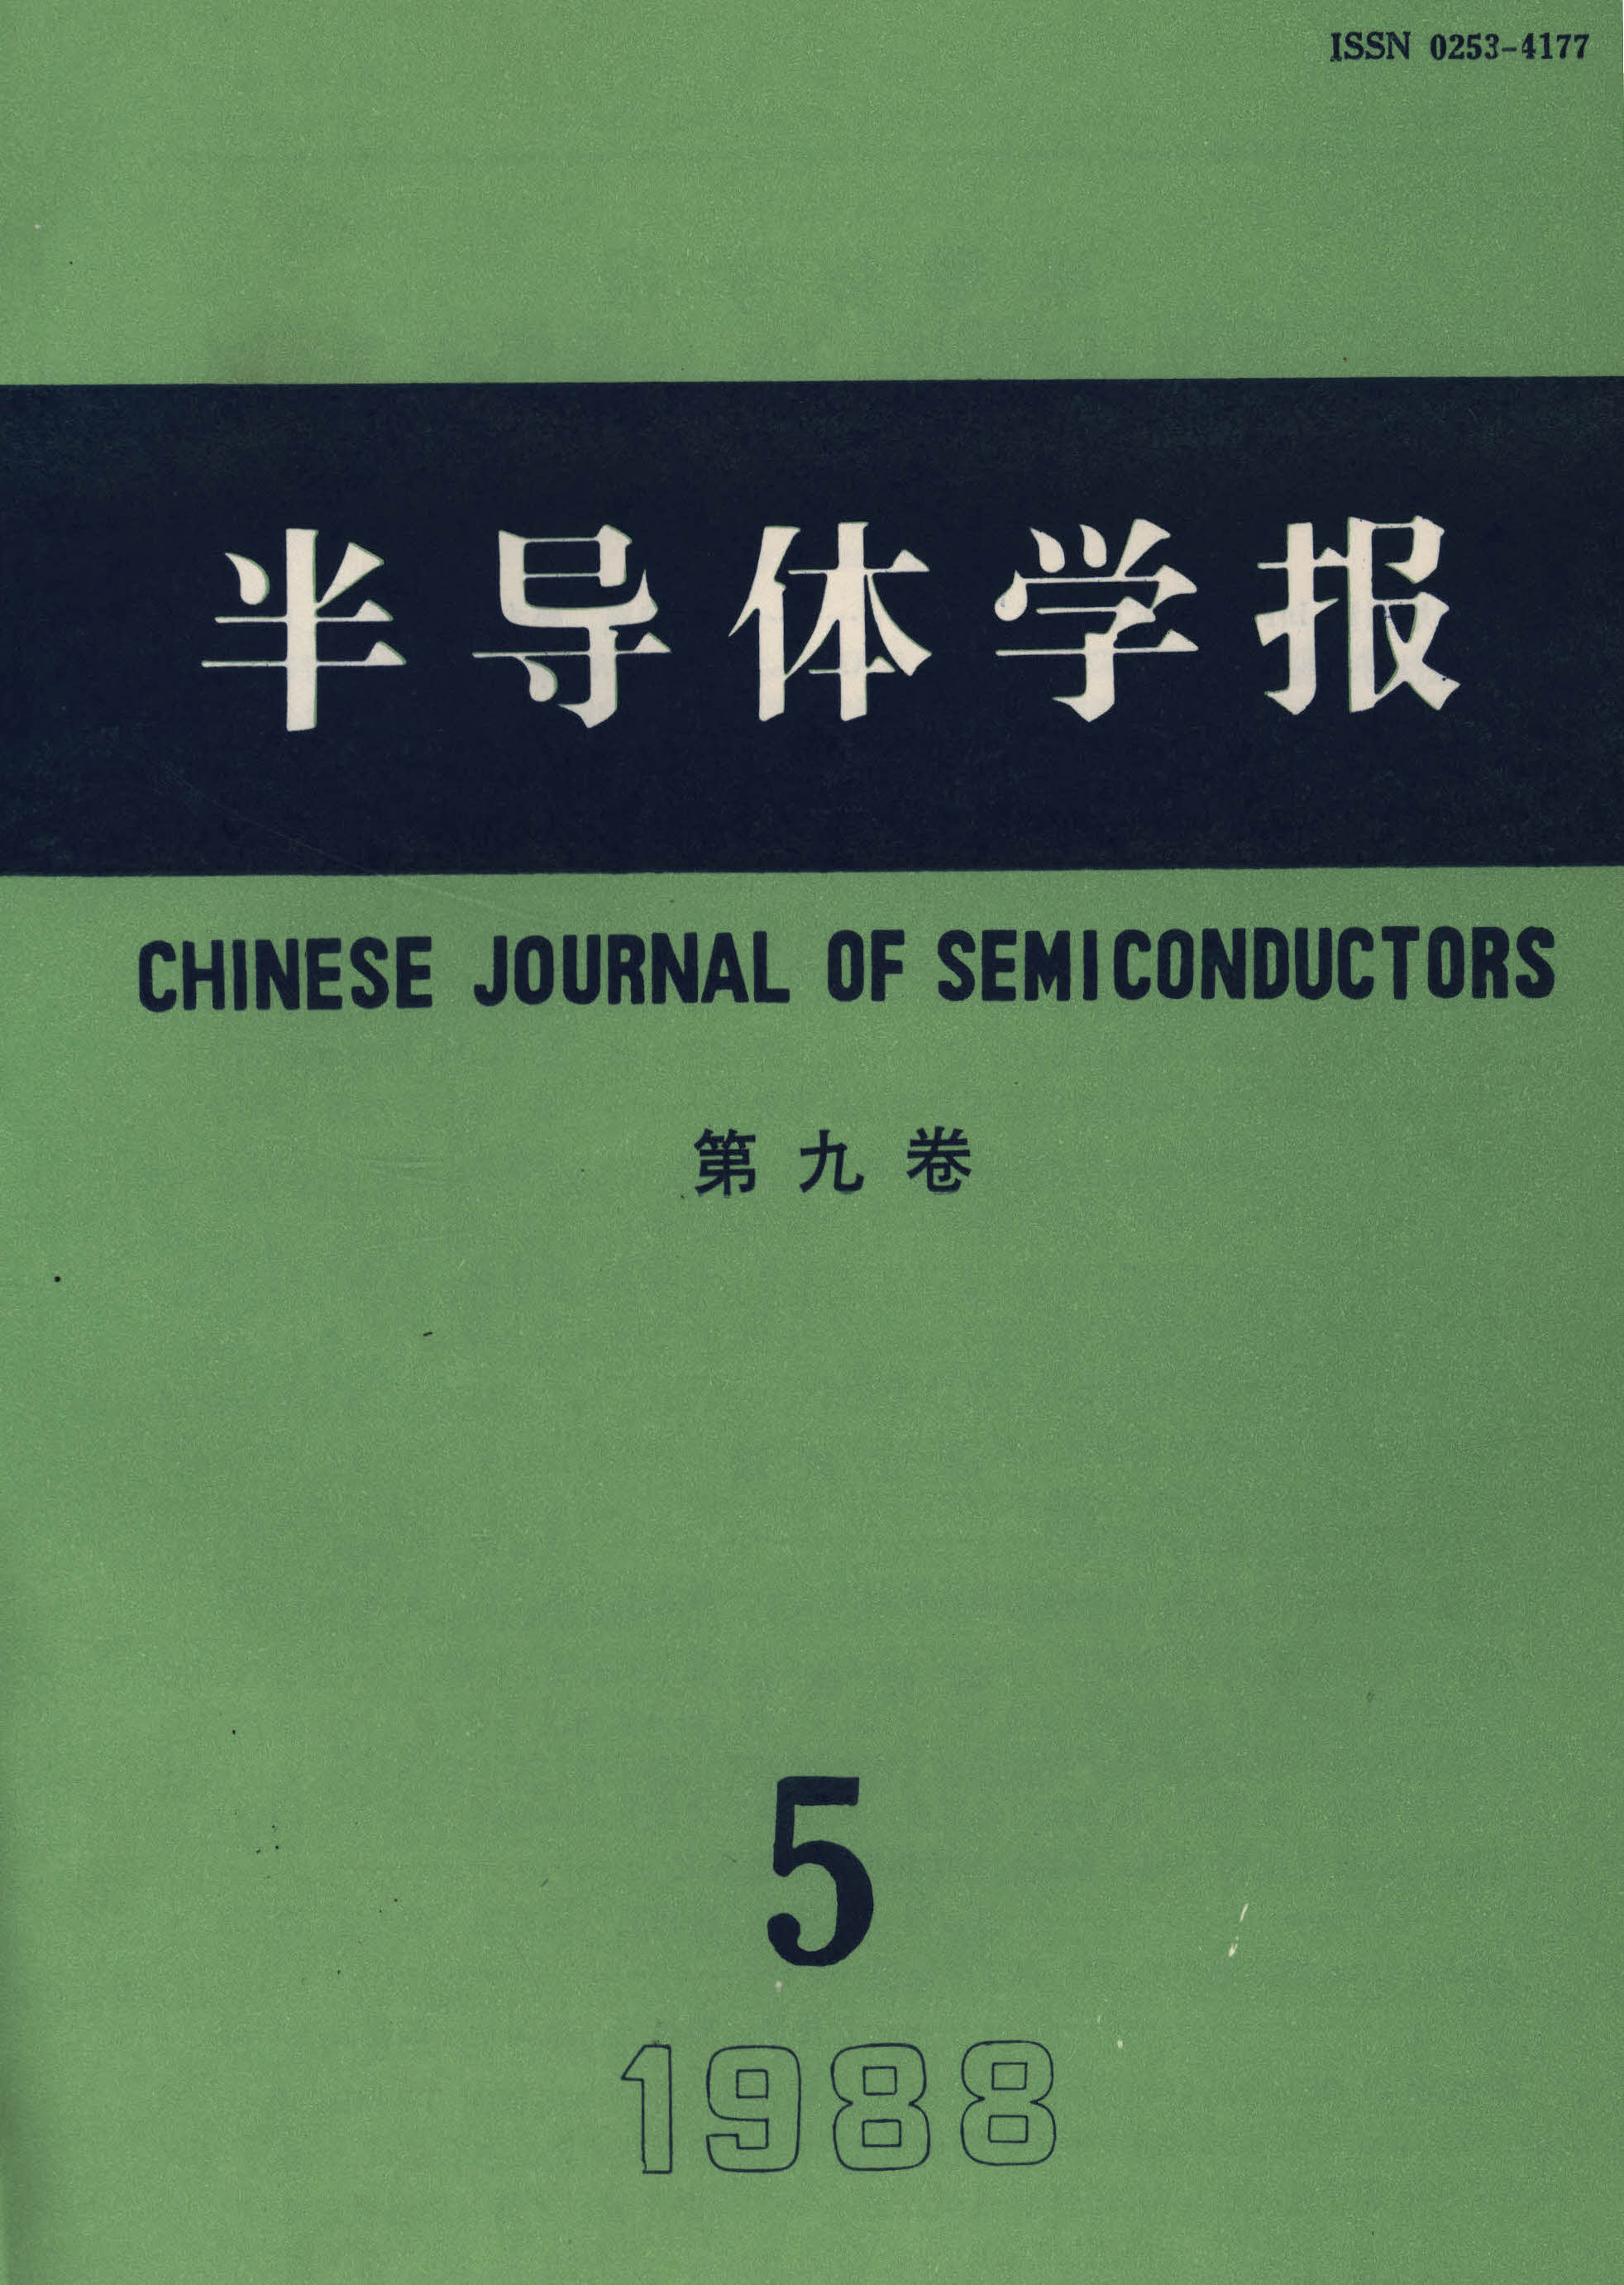 ISSN 0253-4177
半导体学报
CHINESE JOURNAL OF SEMICONDUCTORS
第九卷
5
1988